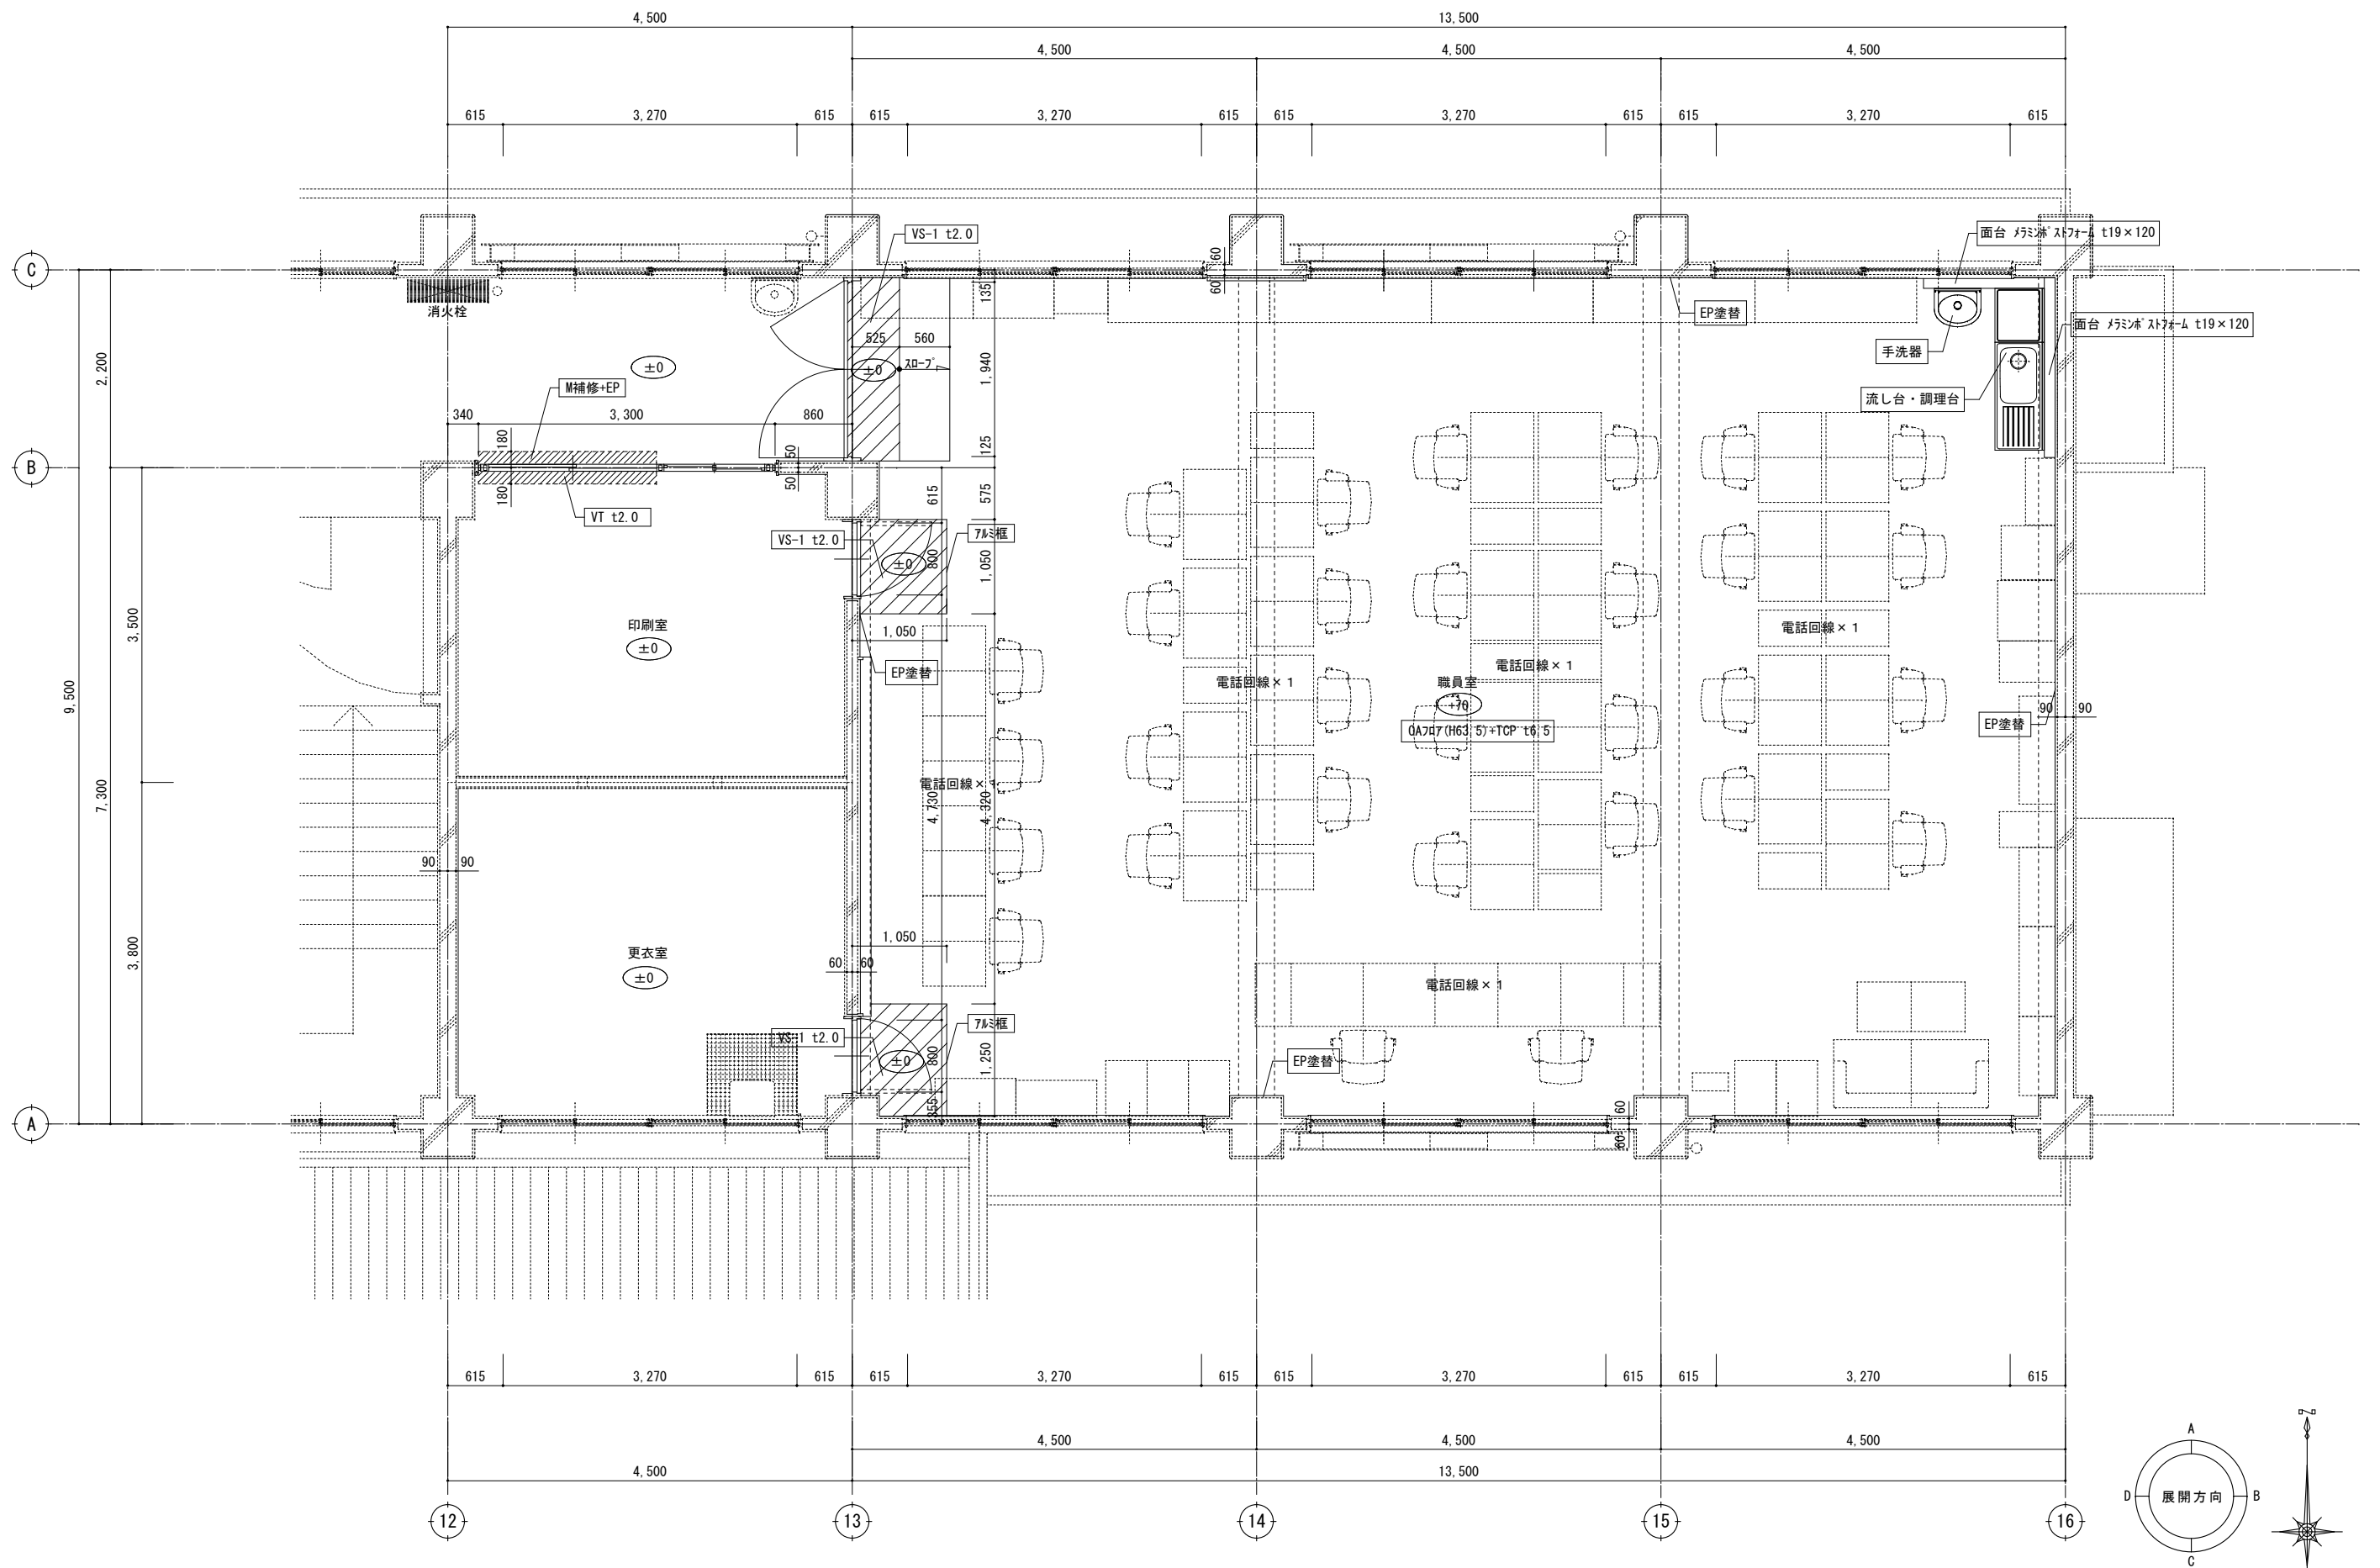 4,500
13,500
4,500
4,500
4,500
615
3,270
615
615
3,270
615
615
3,270
615
615
3,270
615
VS-1 t2.0
面台 メラミンポストフォーム t19×120
C
60
60
135
消火栓
EP塗替
面台 メラミンポストフォーム t19×120
525
560
手洗器
2,200
±0
±0
スロープ
1,940
M補修+EP
流し台・調理台
340
3,300
860
180
50
125
B
180
50
615
575
VT t2.0
VS-1 t2.0
アルミ框
±0
800
1,050
3,500
印刷室
±0
1,050
電話回線×1
9,500
EP塗替
電話回線×1
電話回線×1
職員室
+70
OAフロア(H63.5)+TCP t6.5
EP塗替
90
90
7,300
電話回線×
4,730
4,320
90
90
3,800
更衣室
±0
1,050
60
60
電話回線×1
VS-1 t2.0
アルミ框
±0
800
1,250
EP塗替
355
60
60
A
615
3,270
615
615
3,270
615
615
3,270
615
615
3,270
615
4,500
4,500
4,500
4,500
13,500
12
13
14
15
16
A
D
展開方向
B
C